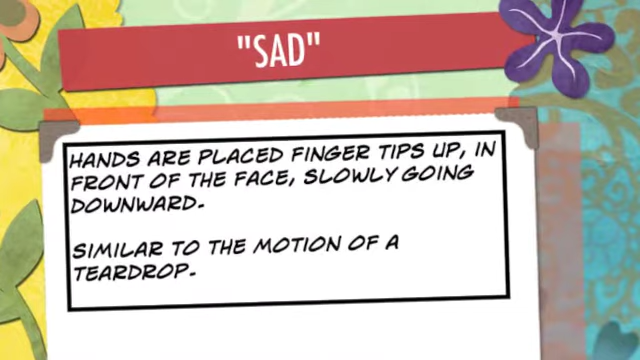 "SAD"
HANDS ARE PLACED FINGER TIPS UP, IN
FRONT OF THE FACE, SLOWLY GOING
DOWNWARD.
SIMILAR TO THE MOTION OF A
TEARDROP.